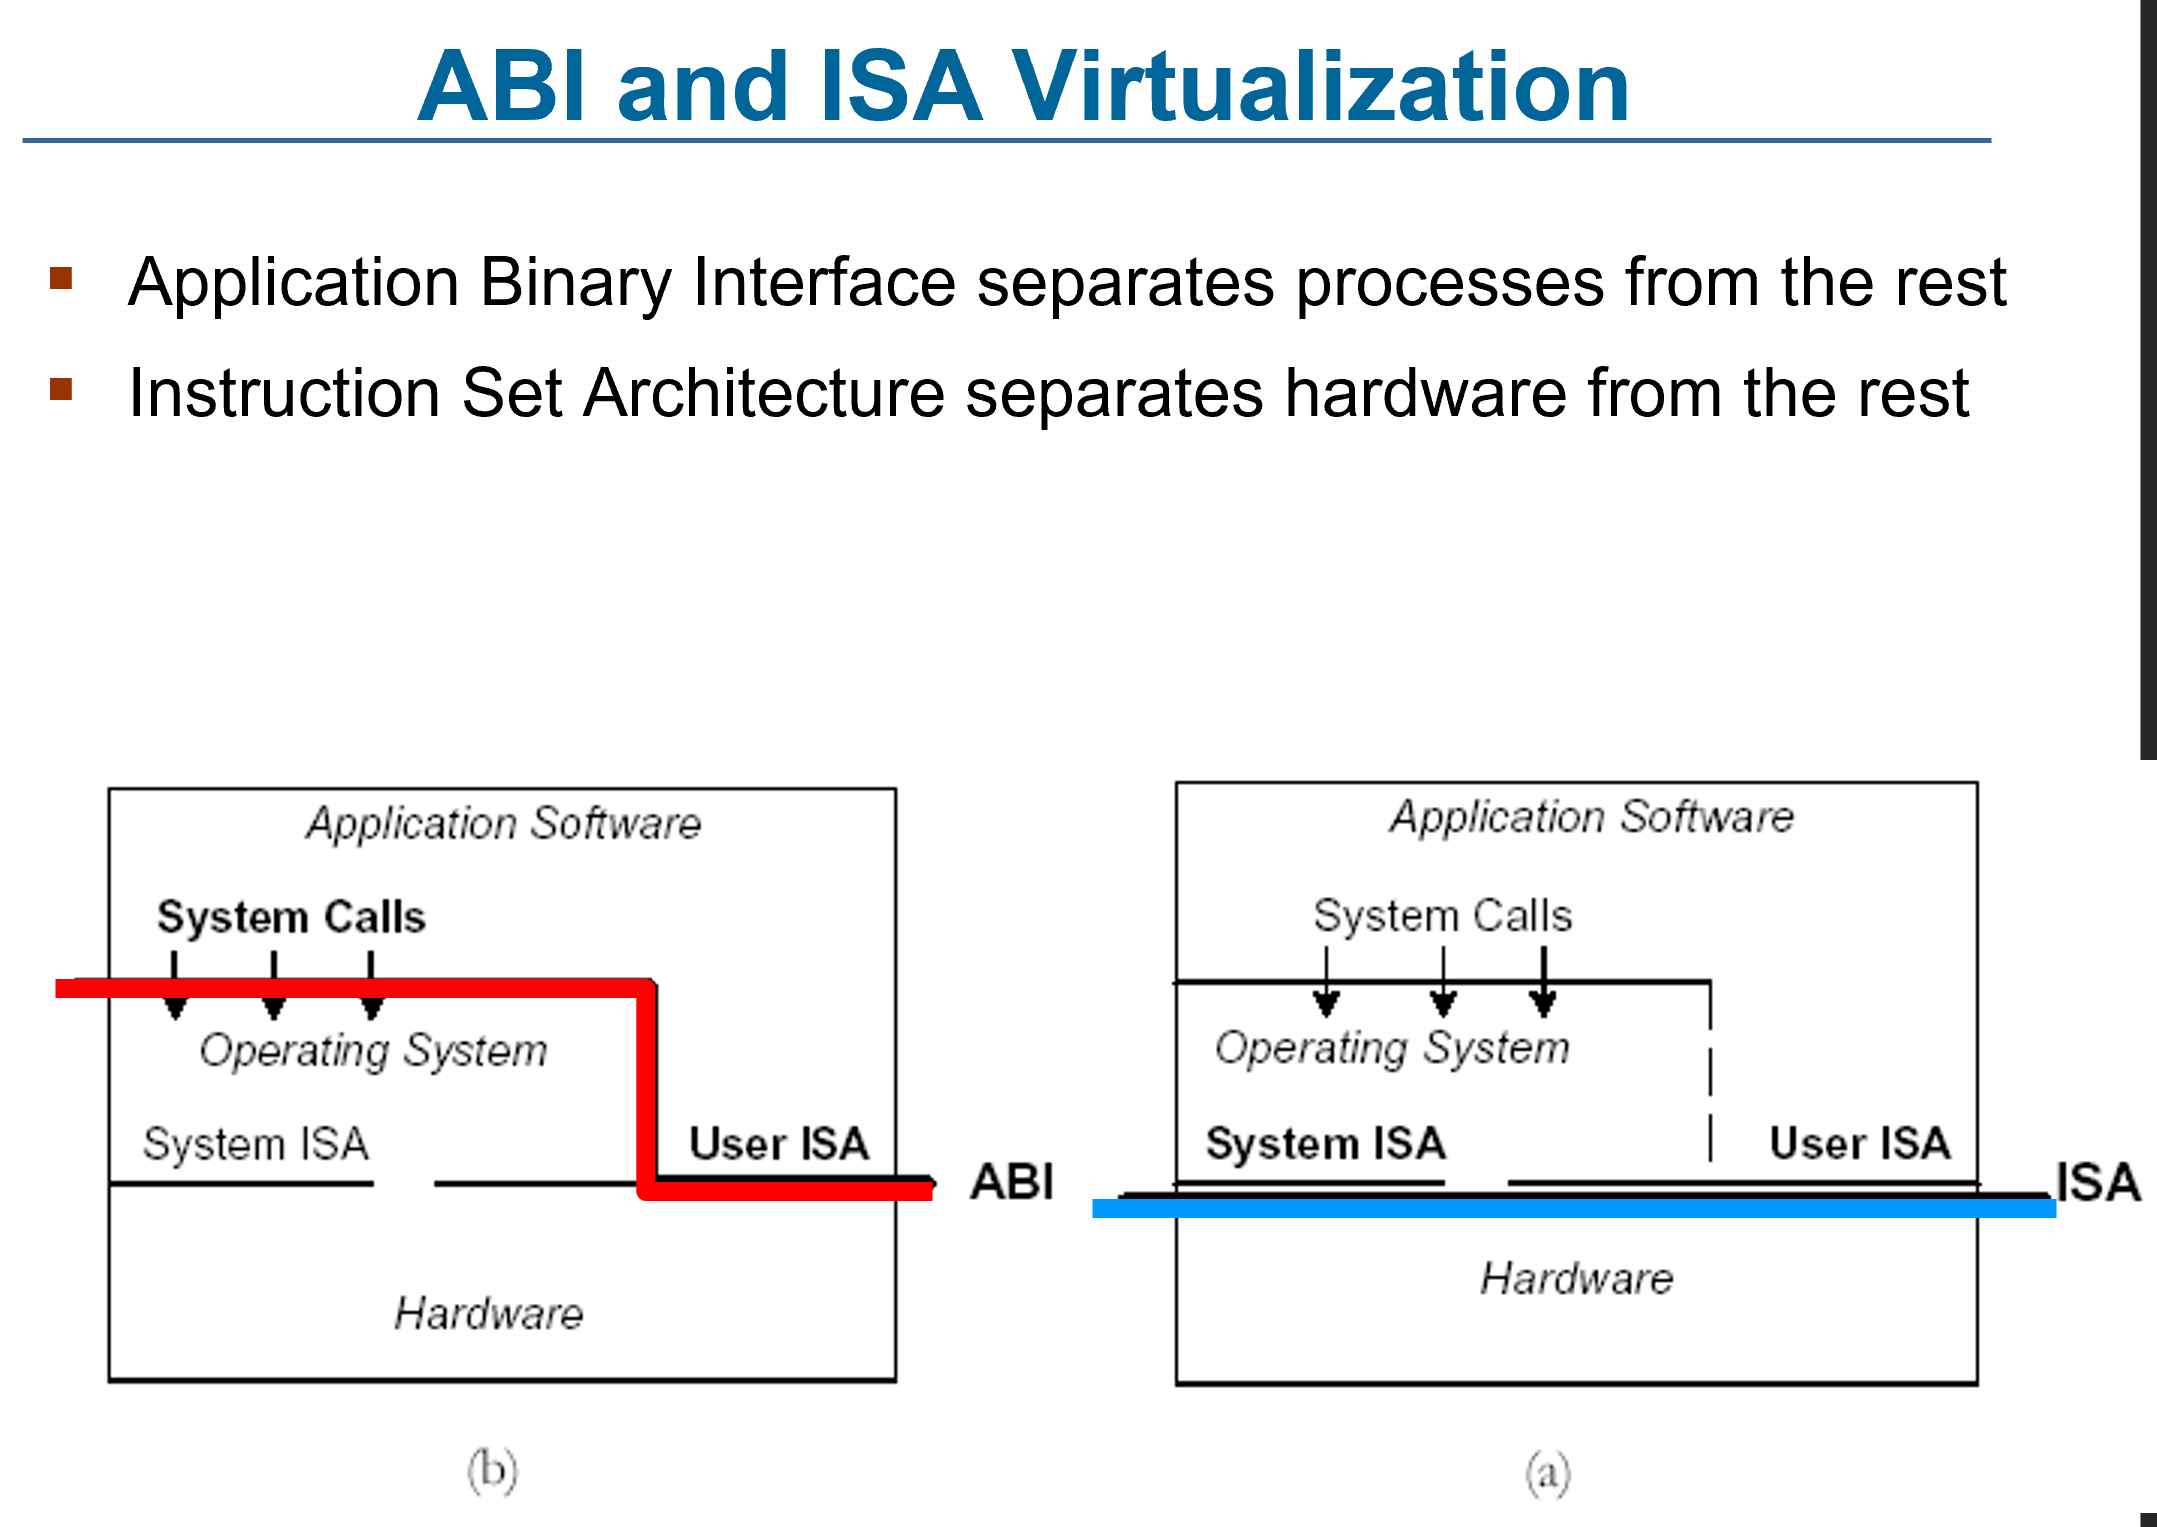 ABI and ISA Virtualization
Application Binary Interface separates processes from the rest
Instruction Set Architecture separates hardware from the rest
Application Software
System Calls
Operating System
System ISA
User ISA
ABI
Hardware
(b)
Application Software
System Calls
Operating System
System ISA
User ISA
ISA
Hardware
(a)